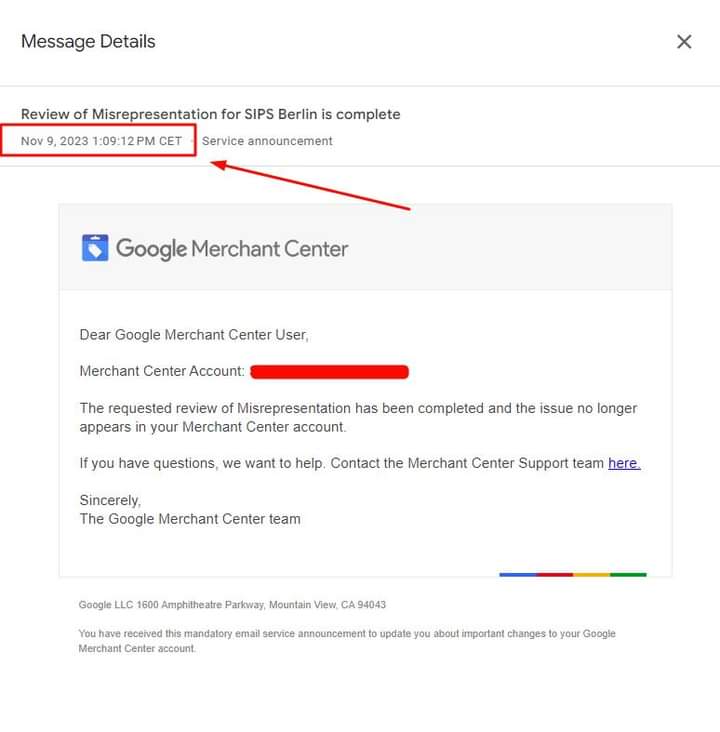 Message Details
Review of Misrepresentation for SIPS Berlin is complete
Nov 9, 2023 1:09:12 PM CET · Service announcement
Google Merchant Center
Dear Google Merchant Center User,
Merchant Center Account:
The requested review of Misrepresentation has been completed and the issue no longer
appears in your Merchant Center account.
If you have questions, we want to help. Contact the Merchant Center Support team here.
Sincerely,
The Google Merchant Center team
Google LLC 1600 Amphitheatre Parkway, Mountain View, CA 94043
You have received this mandatory email service announcement to update you about important changes to your Google
Merchant Center account.